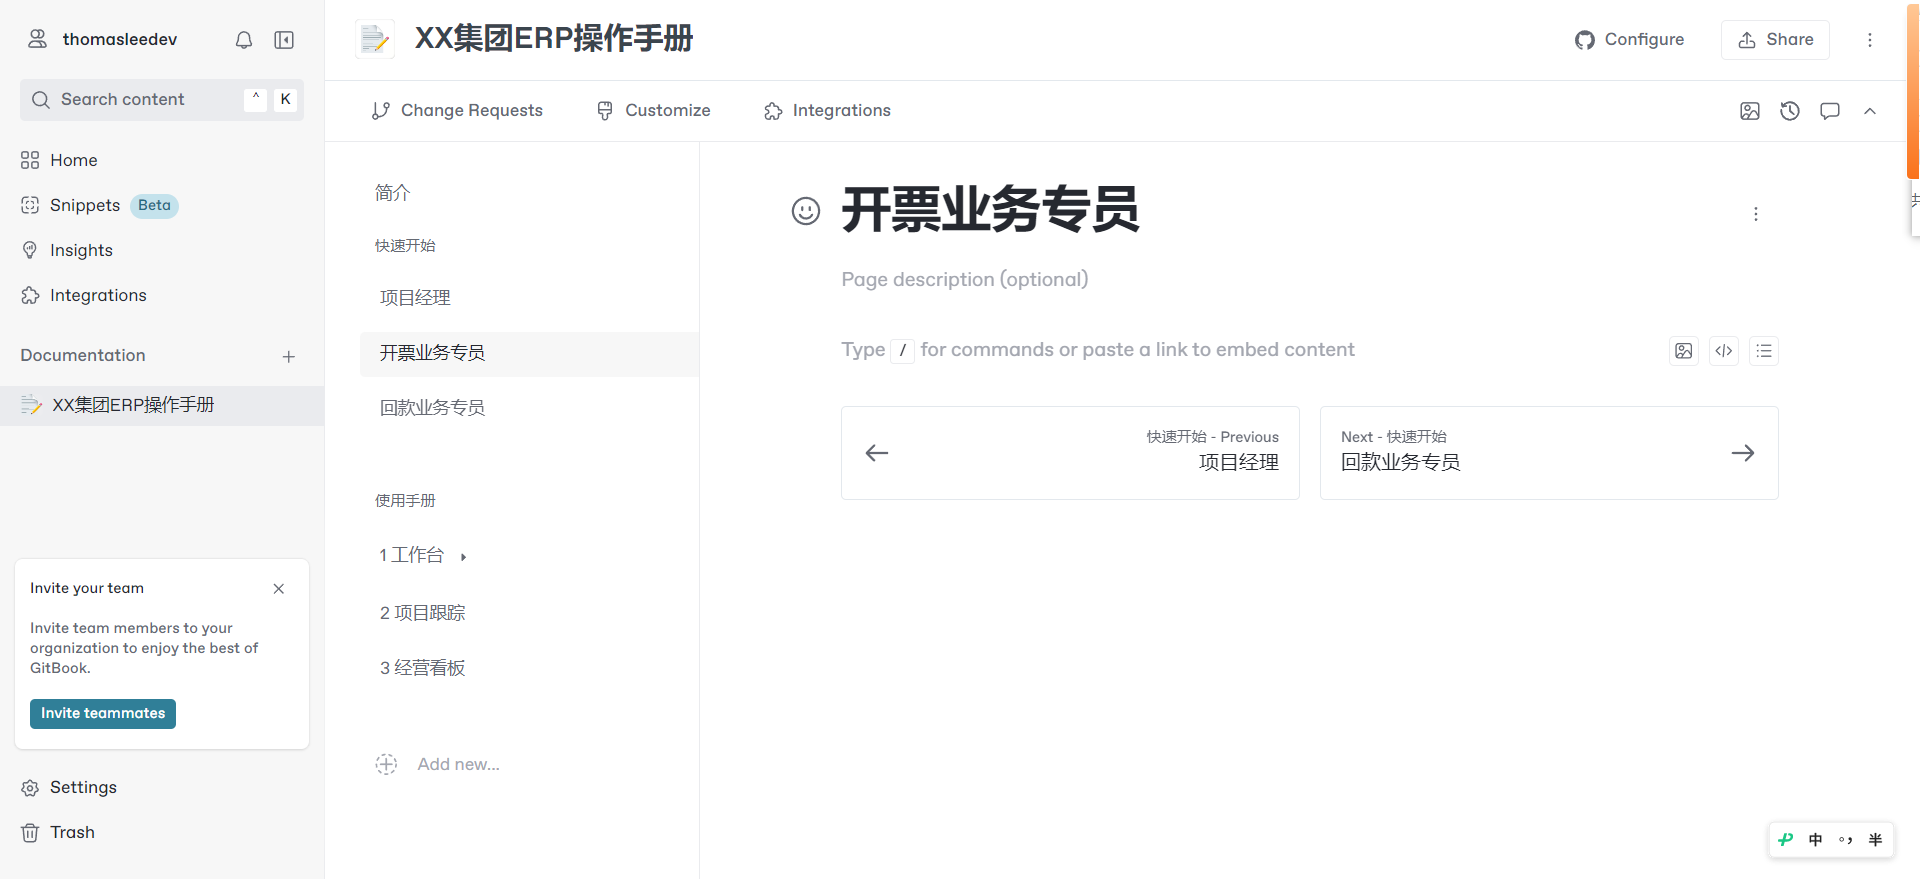 thomasleedev
Search content ^ K
Home
Snippets Beta
Insights
Integrations
Documentation
XX集团ERP操作手册
Invite your team
Invite team members to your
organization to enjoy the best of
GitBook.
Invite teammates
Settings
Trash
XX集团ERP操作手册
Configure
Share
Change Requests
Customize
Integrations
简介
快速开始
项目经理
开票业务专员
回款业务专员
使用手册
1 工作台
2 项目跟踪
3 经营看板
Add new...
开票业务专员
Page description (optional)
Type / for commands or paste a link to embed content
快速开始 - Previous
项目经理
Next - 快速开始
回款业务专员
中 °, 半